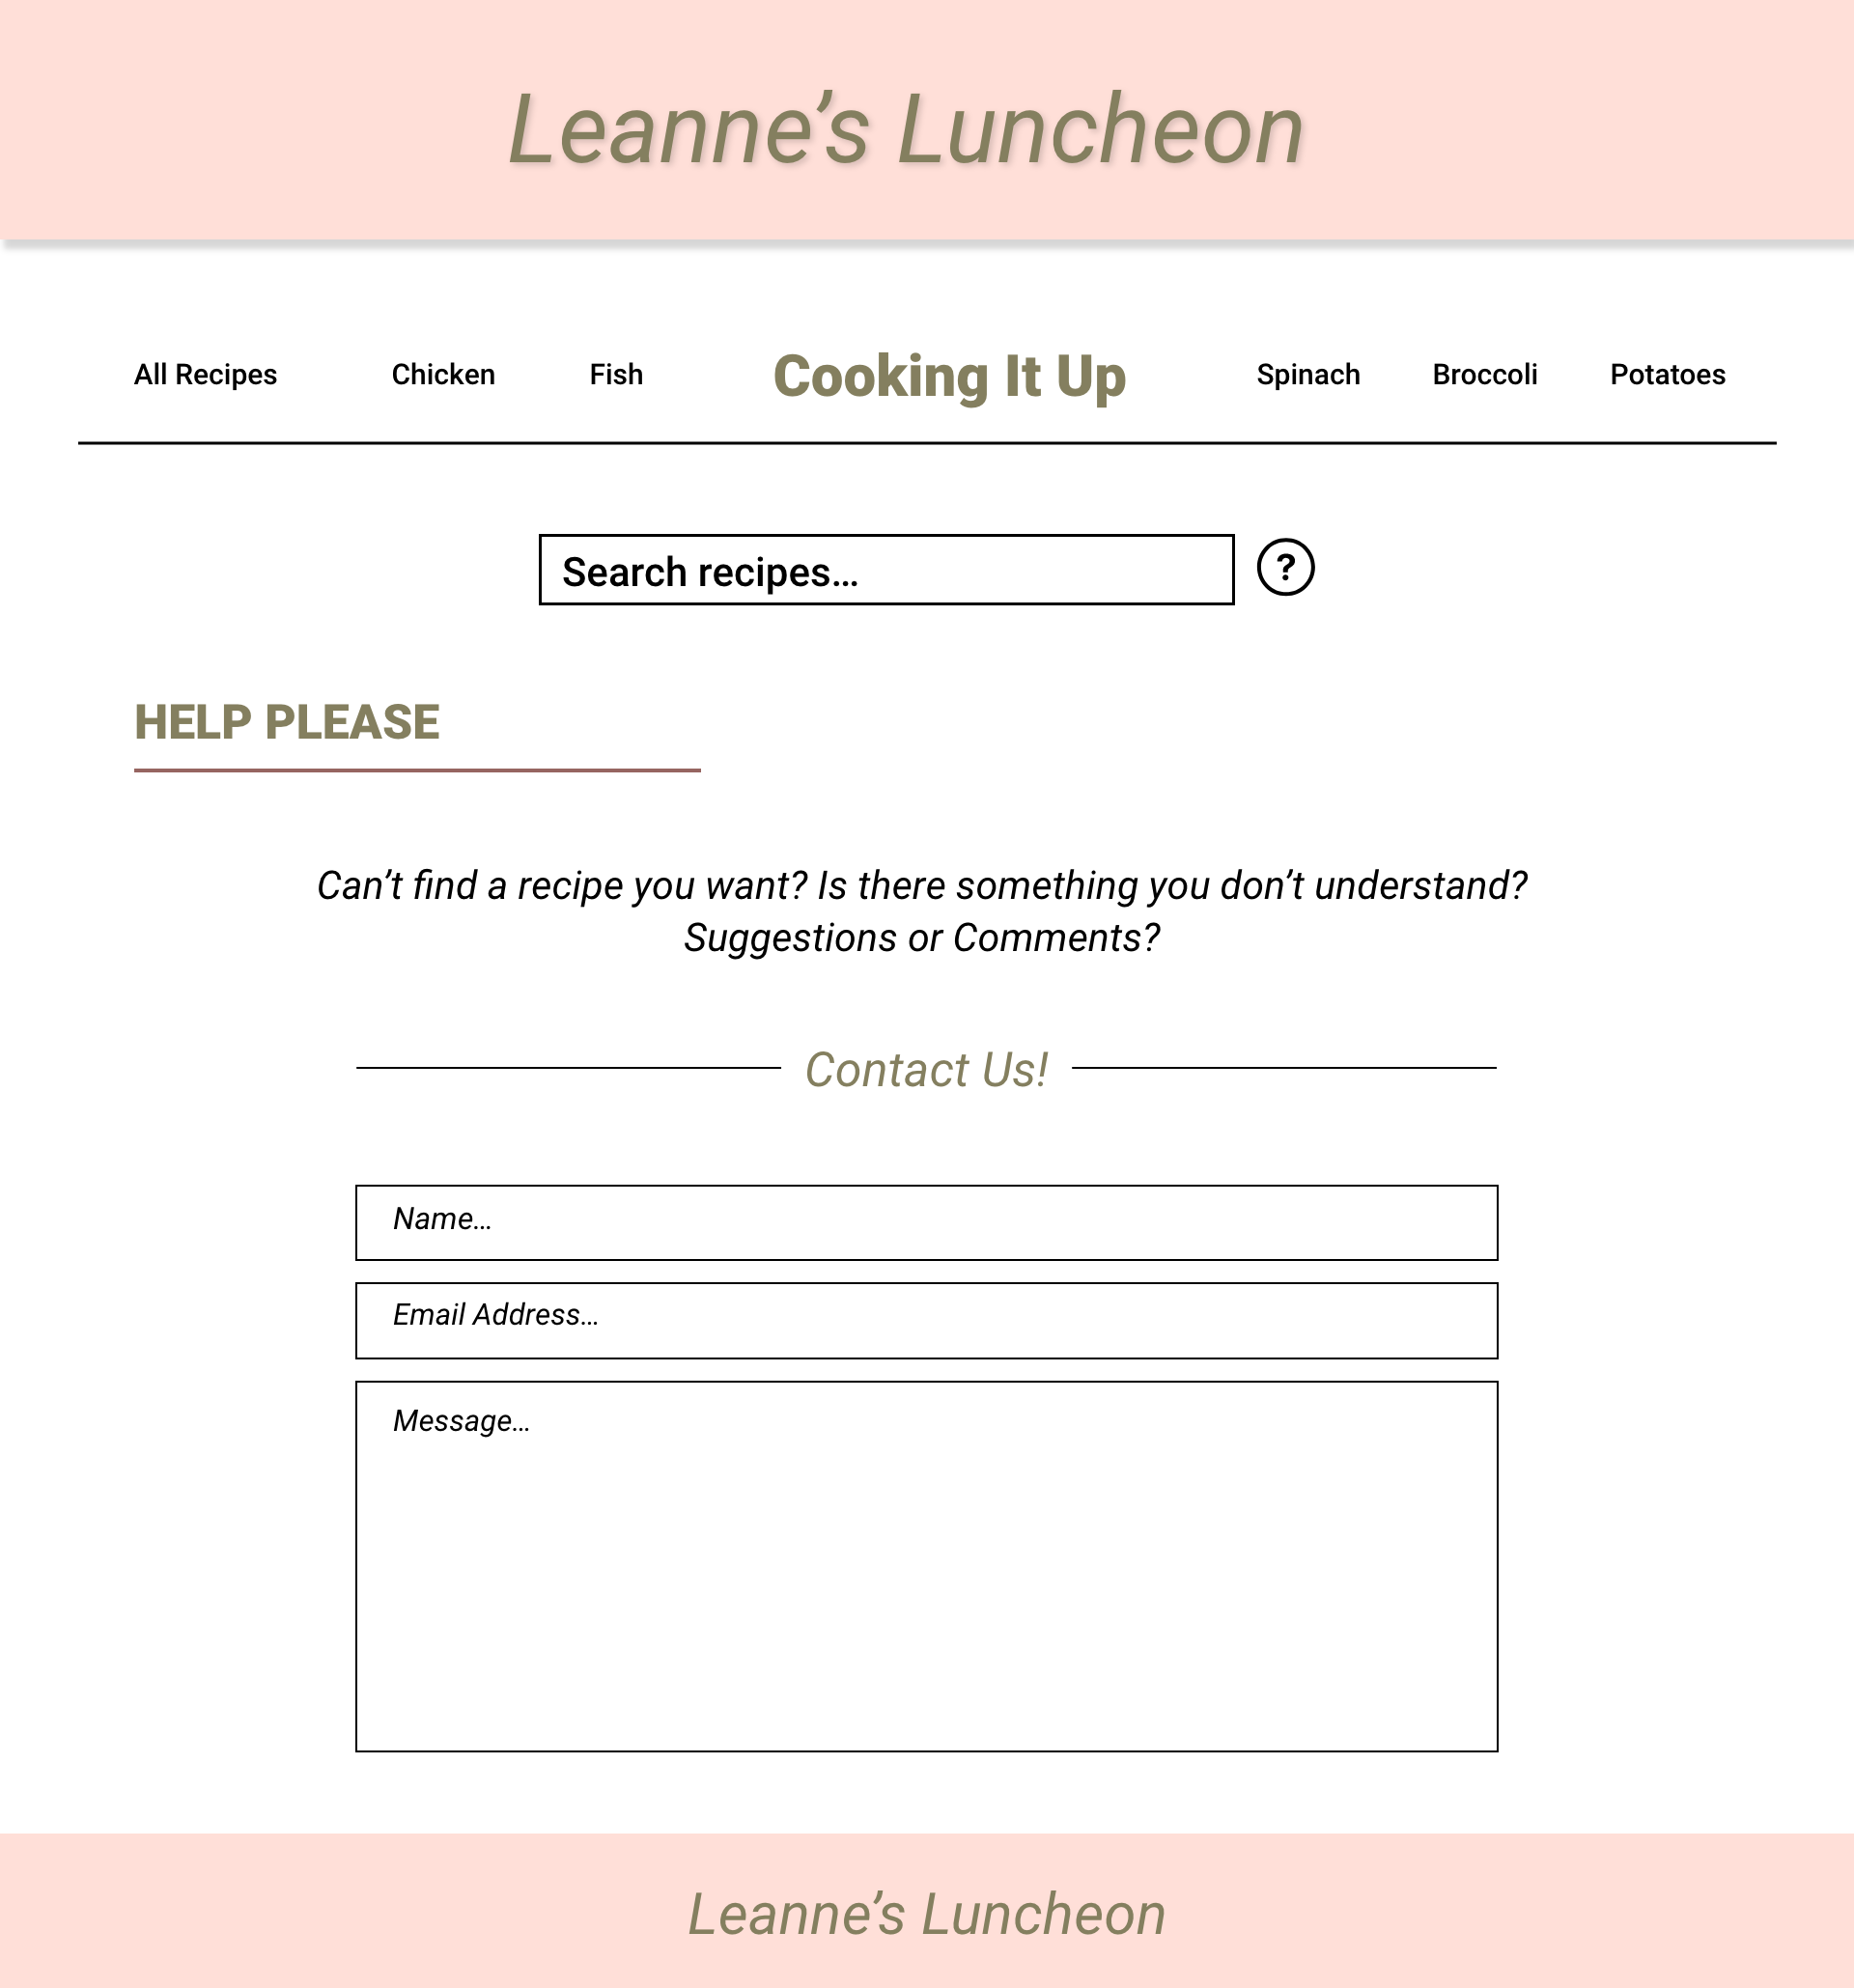 Leanne’s Luncheon
All Recipes Chicken Fish Cooking It Up Spinach Broccoli Potatoes
Search recipes... ?
HELP PLEASE
Can’t find a recipe you want? Is there something you don’t understand?
Suggestions or Comments?
Contact Us!
Name...
Email Address...
Message...
Leanne’s Luncheon